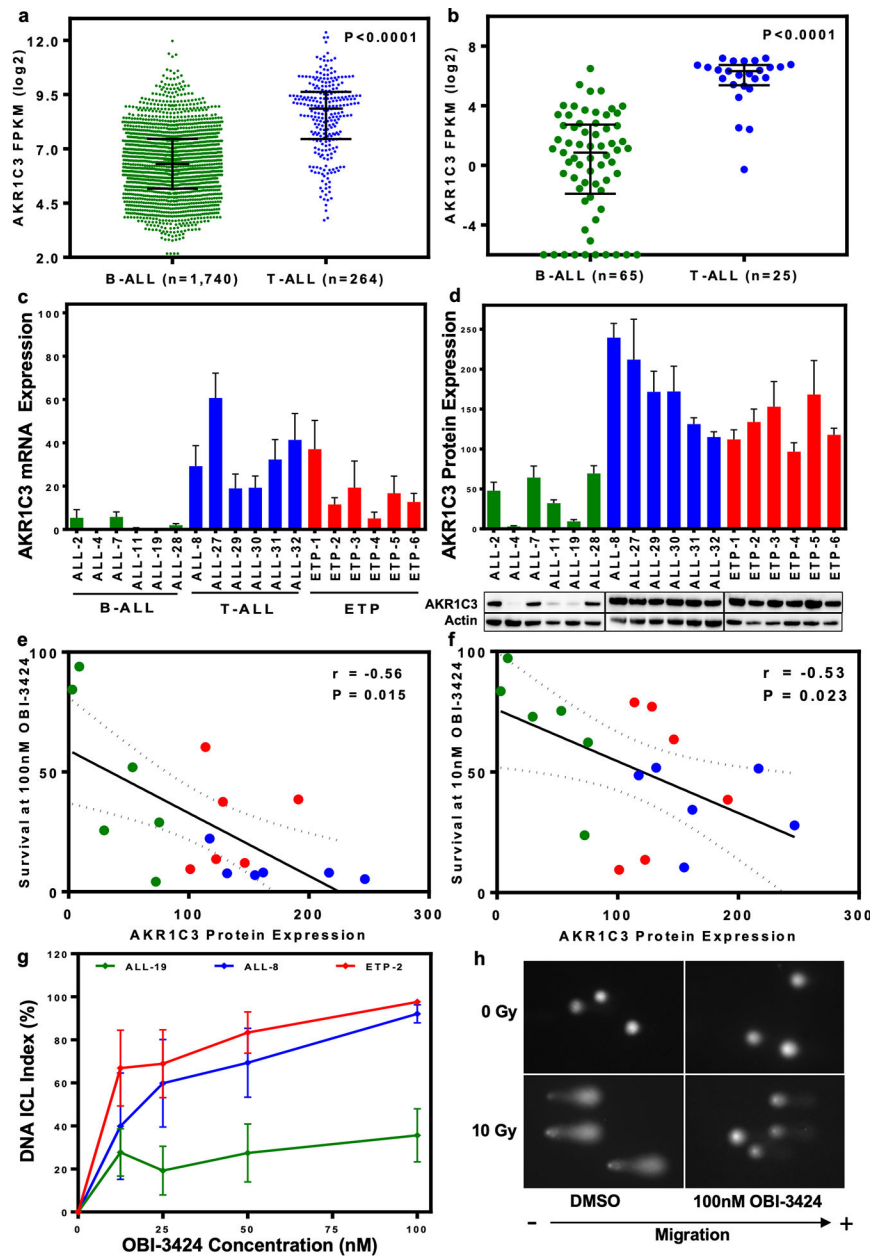 a
P<0.0001
AKR1C3 FPKM (log2)
12.0
9.5
7.0
4.5
2.0
B-ALL (n=1,740)
T-ALL (n=264)
b
P<0.0001
AKR1C3 FPKM (log2)
8
4
0
-4
B-ALL (n=65)
T-ALL (n=25)
c
AKR1C3 mRNA Expression
100
80
60
40
20
0
ALL-2
ALL-4
ALL-7
ALL-11
ALL-19
ALL-28
ALL-8
ALL-27
ALL-29
ALL-30
ALL-31
ALL-32
ETP-1
ETP-2
ETP-3
ETP-4
ETP-5
ETP-6
B-ALL
T-ALL
ETP
d
AKR1C3 Protein Expression
250
200
150
100
50
0
ALL-2
ALL-4
ALL-7
ALL-11
ALL-19
ALL-28
ALL-8
ALL-27
ALL-29
ALL-30
ALL-31
ALL-32
ETP-1
ETP-2
ETP-3
ETP-4
ETP-5
ETP-6
AKR1C3
Actin
e
Survival at 100nM OBI-3424
100
50
0
r = -0.56
P = 0.015
0
100
200
300
AKR1C3 Protein Expression
f
Survival at 10nM OBI-3424
100
50
0
r = -0.53
P = 0.023
0
100
200
300
AKR1C3 Protein Expression
g
ALL-19
ALL-8
ETP-2
DNA ICL Index (%)
120
100
80
60
40
20
0
0
25
50
75
100
OBI-3424 Concentration (nM)
h
0 Gy
10 Gy
DMSO
100nM OBI-3424
-
+
Migration